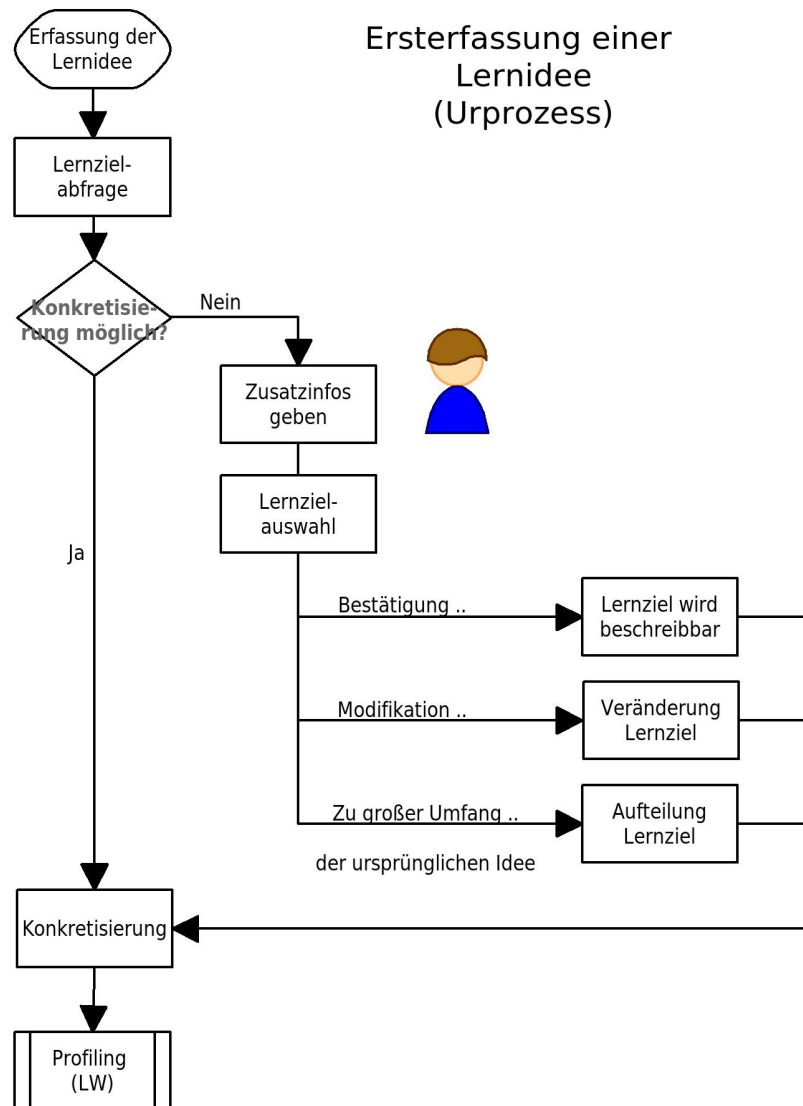 Erfassung der
Lernidee
Ersterfassung einer
Lernidee
(Urprozess)
Lernziel-
abfrage
Konkretisie-
rung möglich?
Nein
Zusatzinfos
geben
Lernziel-
auswahl
Ja
Bestätigung ..
Lernziel wird
beschreibbar
Modifikation ..
Veränderung
Lernziel
Zu großer Umfang ..
Aufteilung
Lernziel
der ursprünglichen Idee
Konkretisierung
Profiling
(LW)